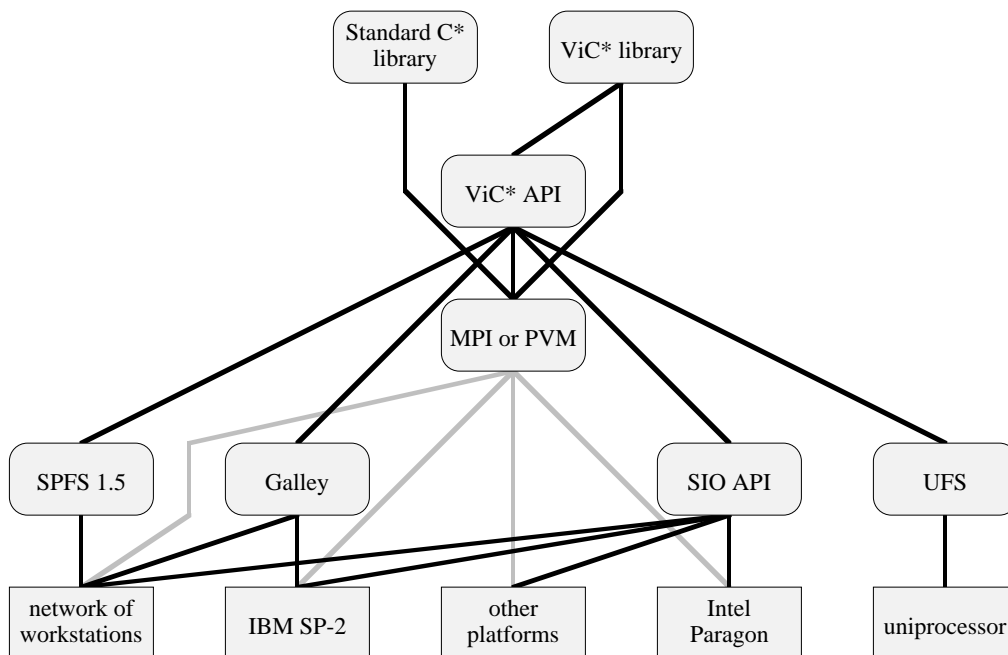 Standard C*
library
ViC* library
ViC* API
MPI or PVM
SPFS 1.5
Galley
SIO API
UFS
network of
workstations
IBM SP-2
other
platforms
Intel
Paragon
uniprocessor